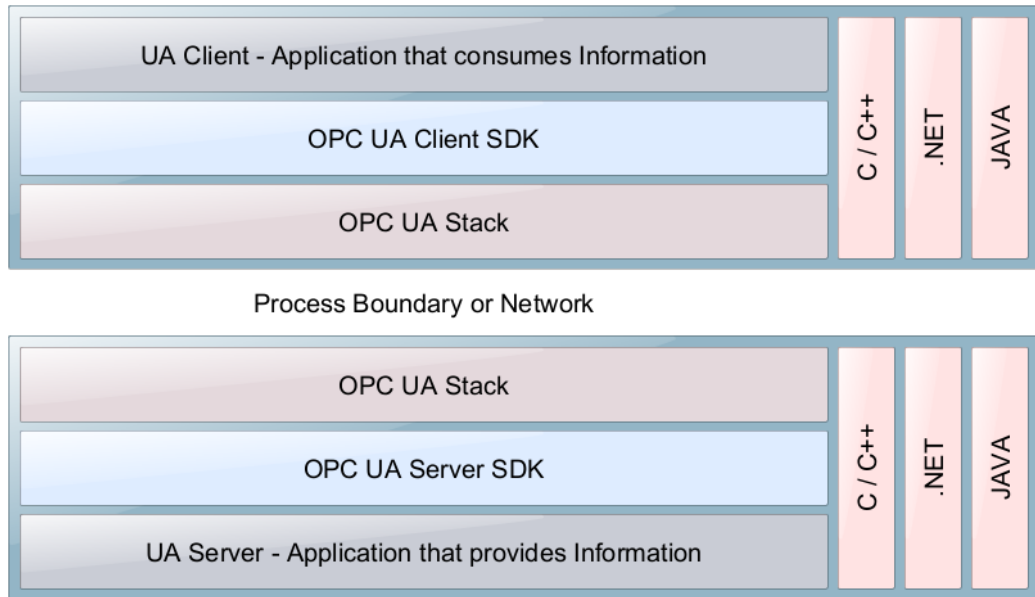 UA Client - Application that consumes Information
OPC UA Client SDK
OPC UA Stack
C / C++
.NET
JAVA
Process Boundary or Network
OPC UA Stack
OPC UA Server SDK
UA Server - Application that provides Information
C / C++
.NET
JAVA